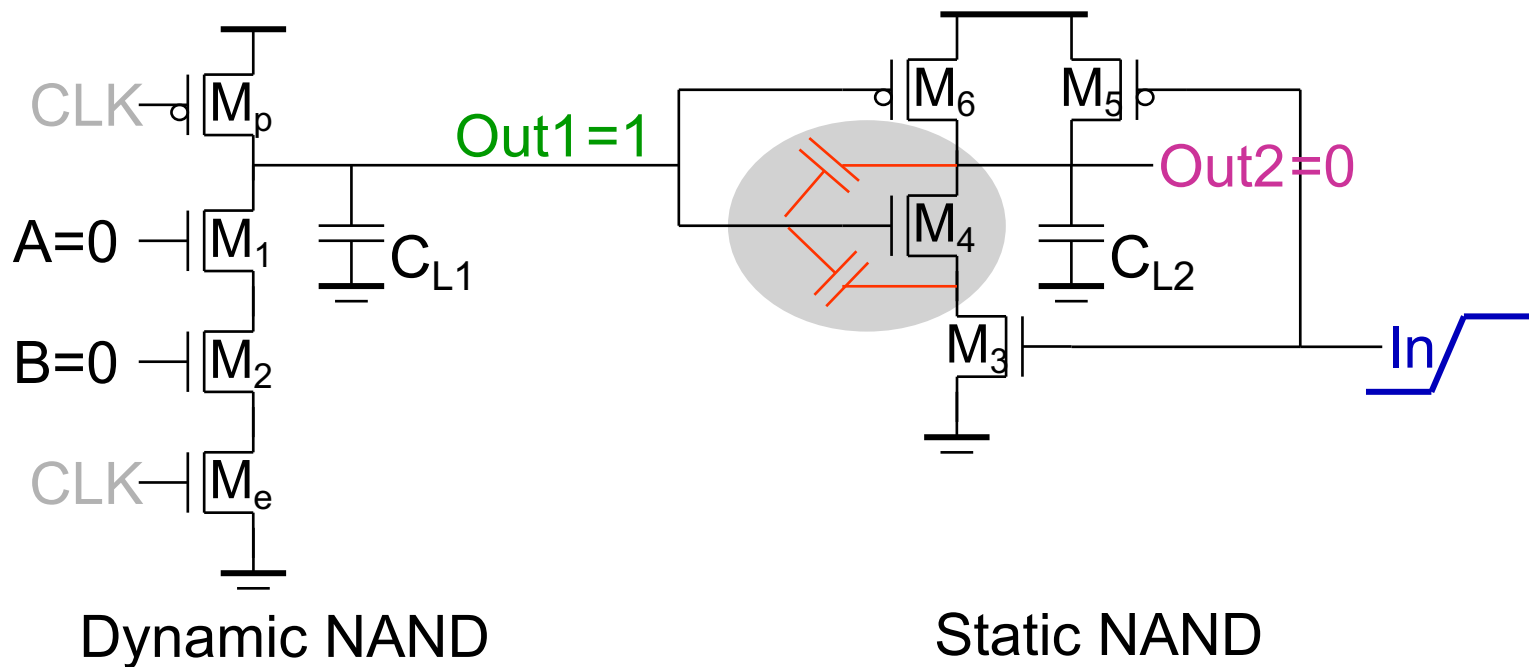 CLK
Mp
Out1=1
M6
M5
Out2=0
A=0
M1
CL1
M4
CL2
B=0
M2
M3
In
CLK
Me
Dynamic NAND
Static NAND